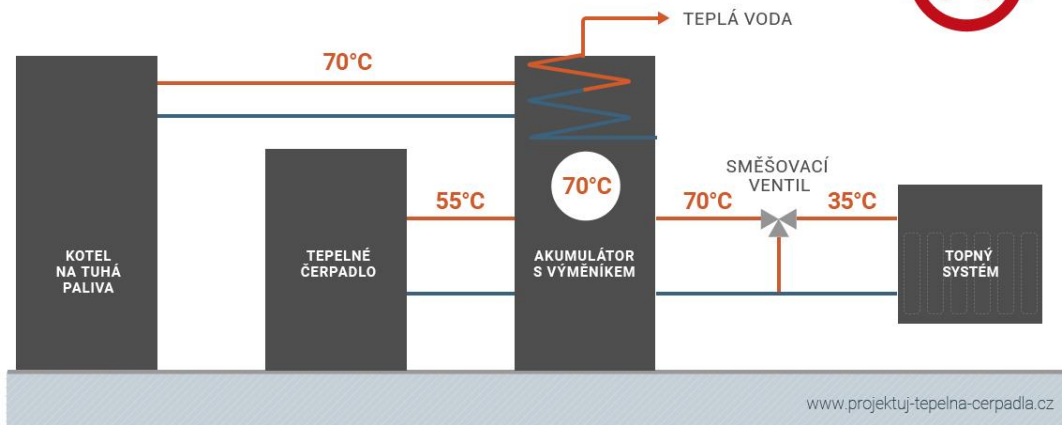 TEPLÁ VODA
70°C
SMĚŠOVACÍ
VENTIL
70°C
55°C
70°C
35°C
KOTEL
NA TUHÁ
PALIVA
TEPELNÉ
ČERPADLO
AKUMULÁTOR
S VÝMĚNÍKEM
TOPNÝ
SYSTÉM
www.projektuj-tepelna-cerpadla.cz